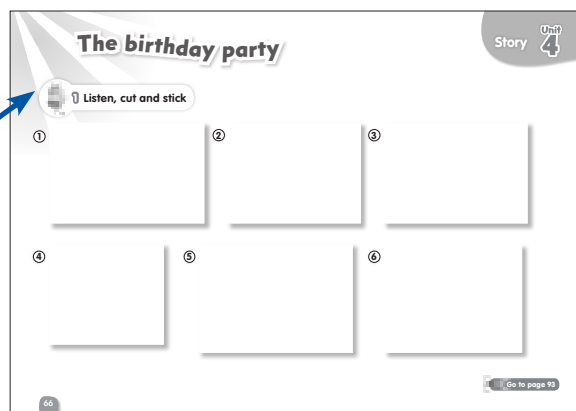 The birthday party
Story
Unit
4
1 Listen, cut and stick
① ② ③
④ ⑤ ⑥
Go to page 93
66